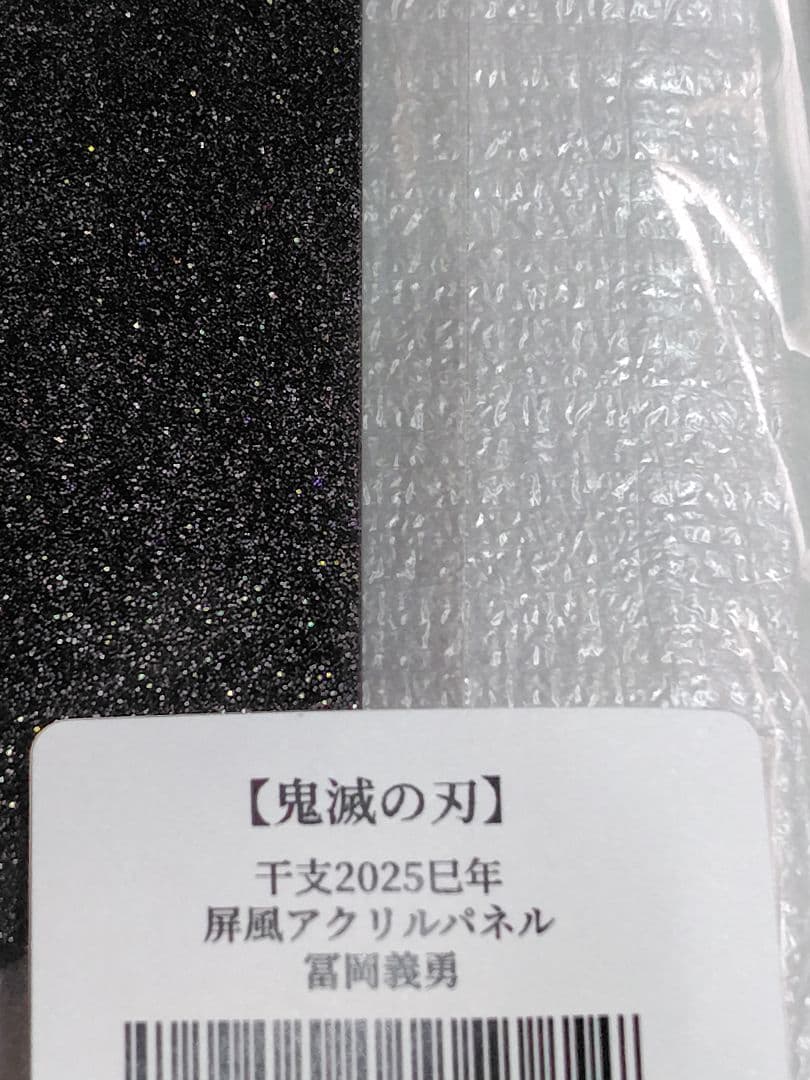 【鬼滅の刃】
干支2025巳年
屏風アクリルパネル
冨岡義勇